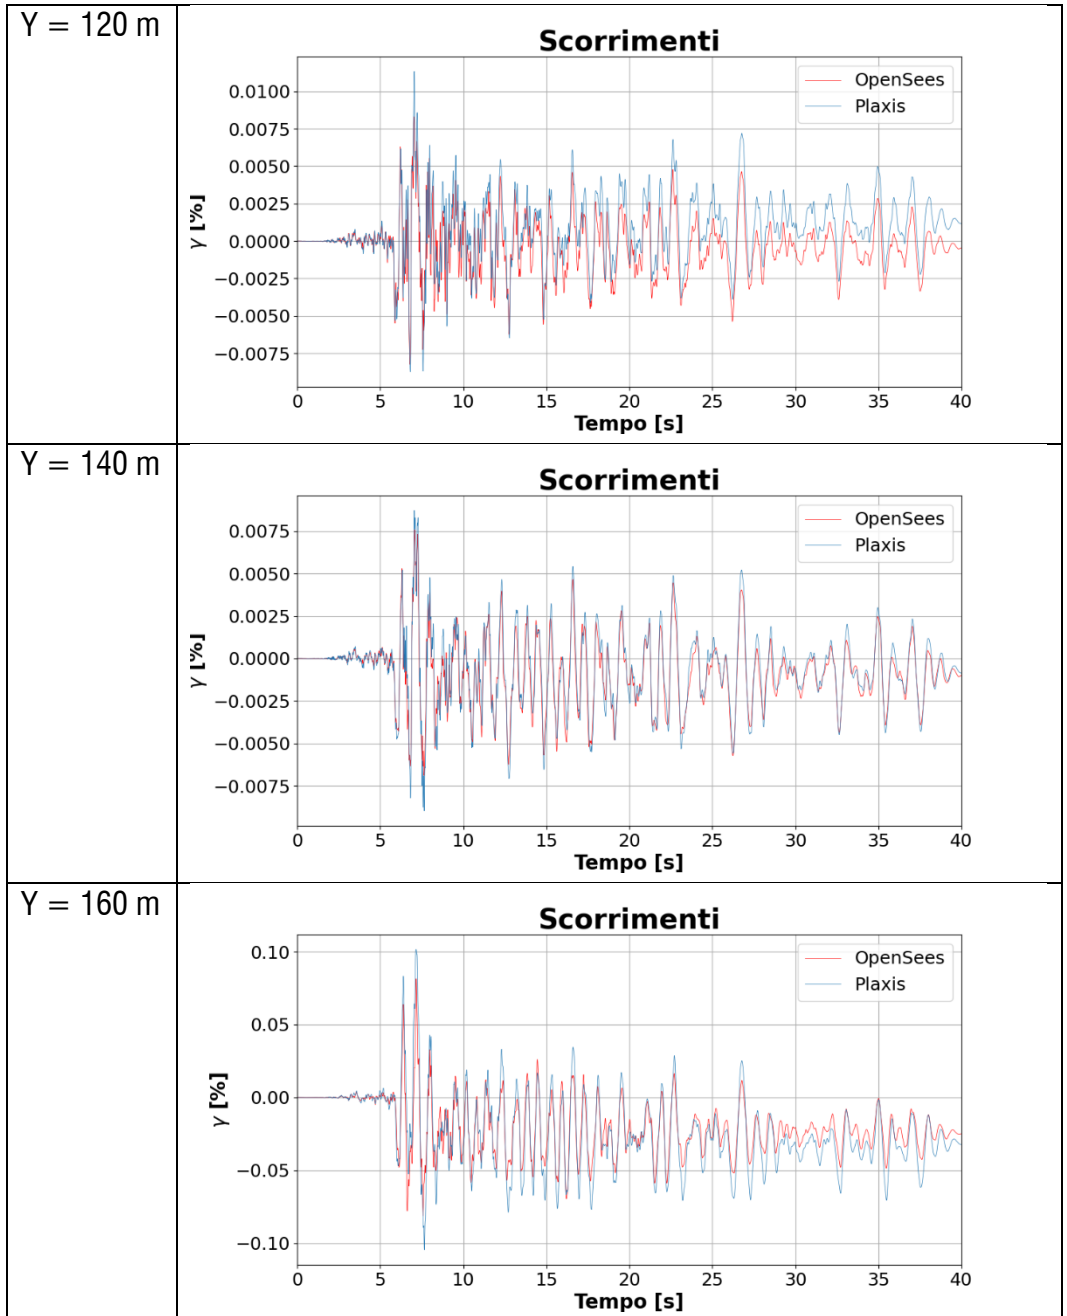 Y = 120 m
Scorrimenti
OpenSees
Plaxis
0.0100
0.0075
0.0050
0.0025
0.0000
−0.0025
−0.0050
−0.0075
γ [%]
0 5 10 15 20 25 30 35 40
Tempo [s]
Y = 140 m
Scorrimenti
OpenSees
Plaxis
0.0075
0.0050
0.0025
0.0000
−0.0025
−0.0050
−0.0075
γ [%]
0 5 10 15 20 25 30 35 40
Tempo [s]
Y = 160 m
Scorrimenti
OpenSees
Plaxis
0.10
0.05
0.00
−0.05
−0.10
γ [%]
0 5 10 15 20 25 30 35 40
Tempo [s]